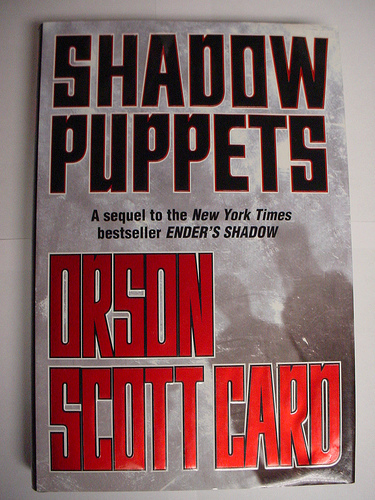 SHADOW
PUPPETS
A sequel to the New York Times
bestseller ENDER'S SHADOW
ORSON
SCOTT CARD